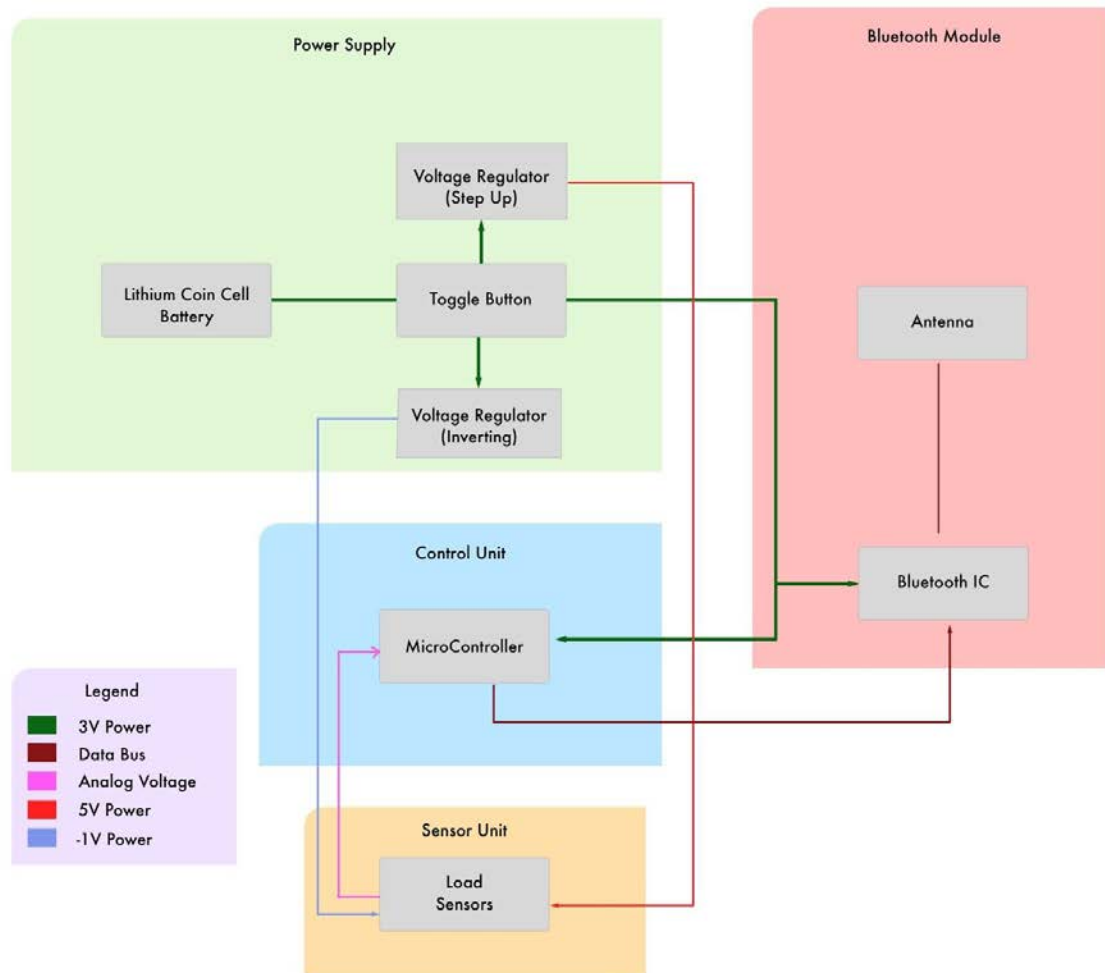 Power Supply
Bluetooth Module
Voltage Regulator
(Step Up)
Lithium Coin Cell
Battery
Toggle Button
Antenna
Voltage Regulator
(Inverting)
Control Unit
Bluetooth IC
MicroController
Legend
3V Power
Data Bus
Analog Voltage
5V Power
-1V Power
Sensor Unit
Load
Sensors